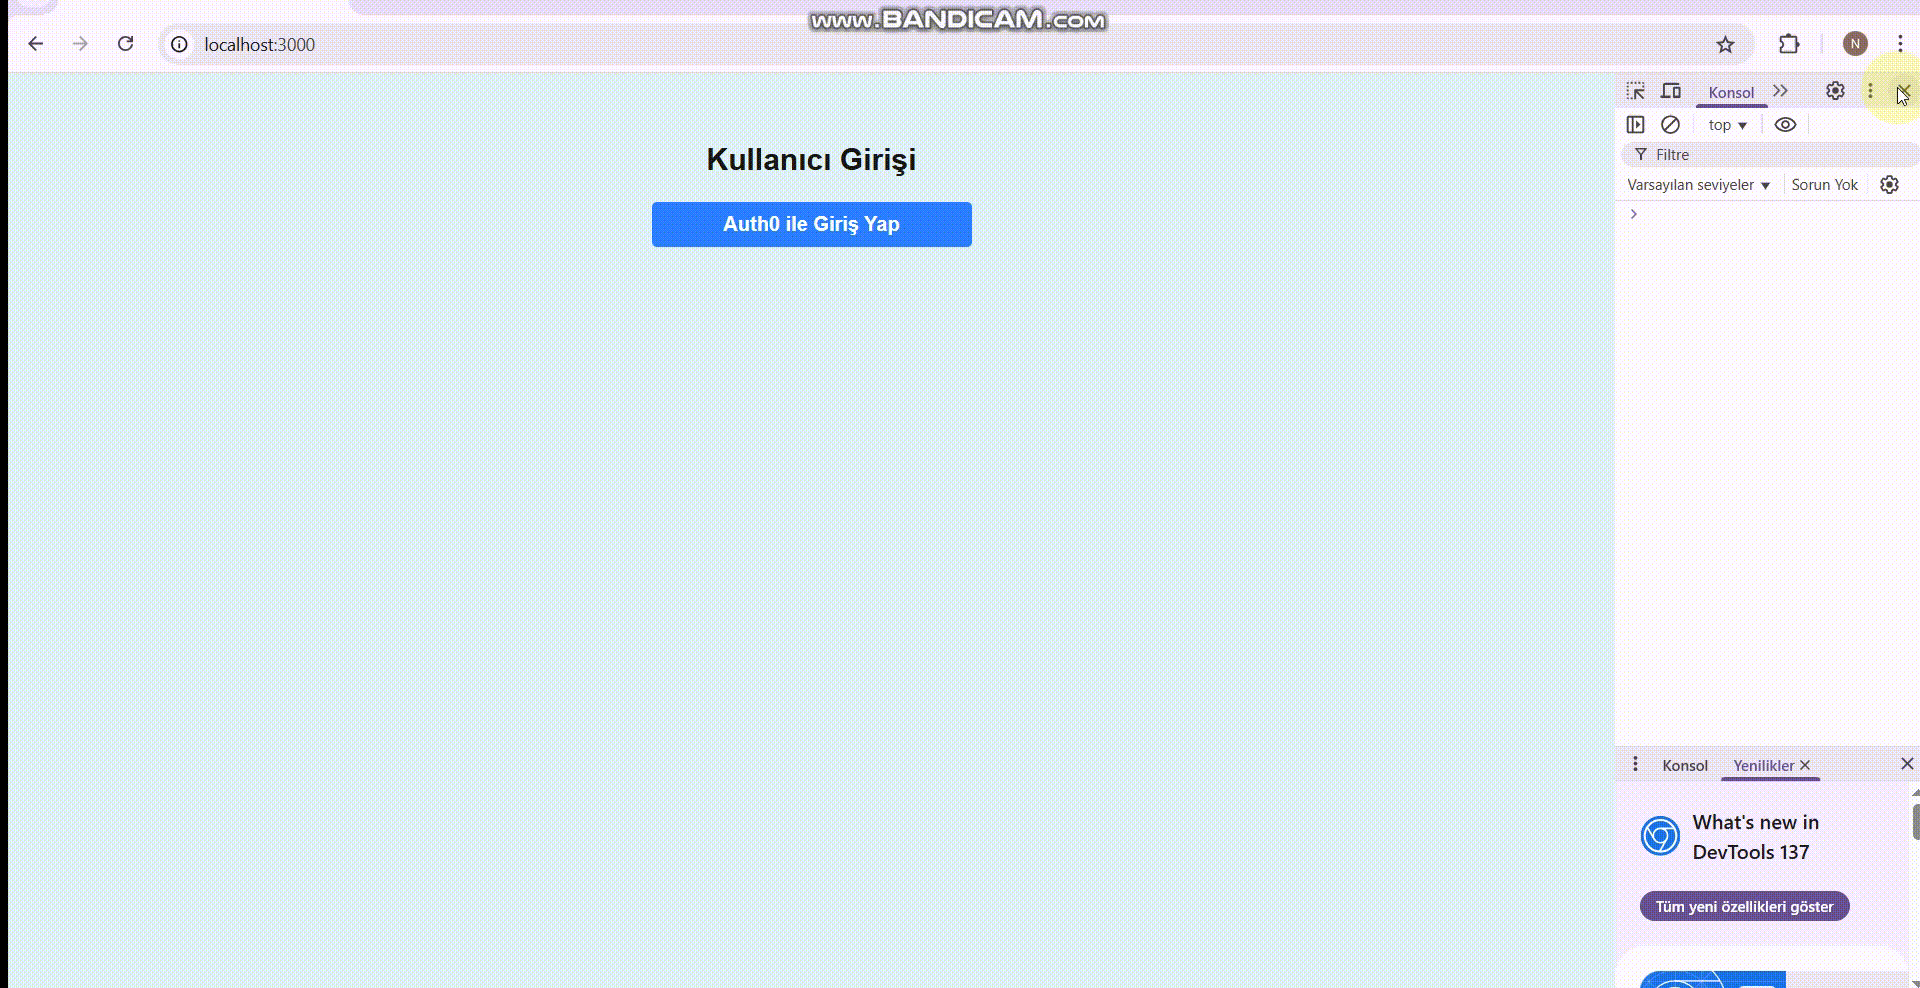 www.BANDICAM.com
localhost:3000
N
Konsol
top
Filtre
Varsayılan seviyeler
Sorun Yok
Kullanıcı Girişi
Auth0 ile Giriş Yap
Konsol
Yenilikler
What's new in
DevTools 137
Tüm yeni özellikleri göster